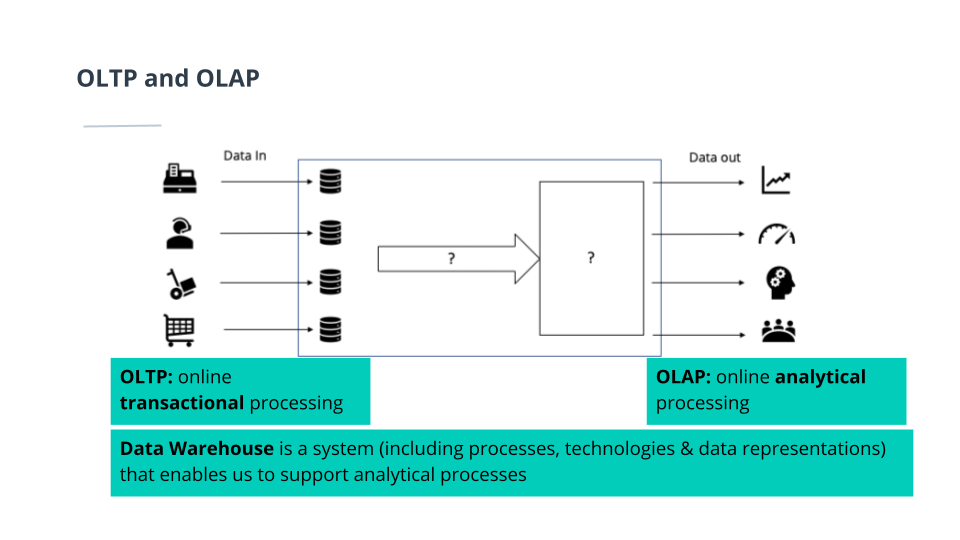 OLTP and OLAP
Data In
Data out
?
?
OLTP: online
transactional processing
OLAP: online analytical
processing
Data Warehouse is a system (including processes, technologies & data representations)
that enables us to support analytical processes